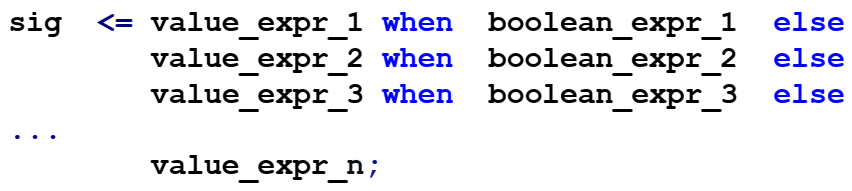 sig <= value_expr_1 when boolean_expr_1 else
value_expr_2 when boolean_expr_2 else
value_expr_3 when boolean_expr_3 else
...
value_expr_n;